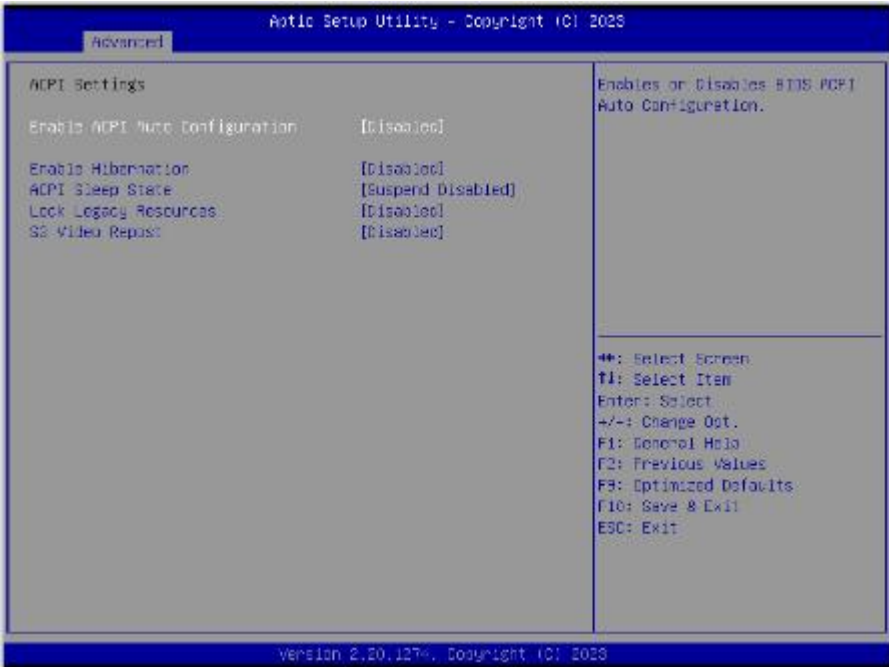 Aptio Setup Utility - Copyright (C) 2023
Advanced
ACPI Settings
Enable ACPI Auto Configuration [Disabled]
Enable Hibernation [Disabled]
ACPI Sleep State [Suspend Disabled]
Lock Legacy Resources [Disabled]
S3 Video Repost [Disabled]
Enables or Disables BIOS ACPI
Auto Configuration.
→←: Select Screen
↑↓: Select Item
Enter: Select
+/-: Change Opt.
F1: General Help
F2: Previous Values
F9: Optimized Defaults
F10: Save & Exit
ESC: Exit
Version 2.20.1274. Copyright (C) 2023